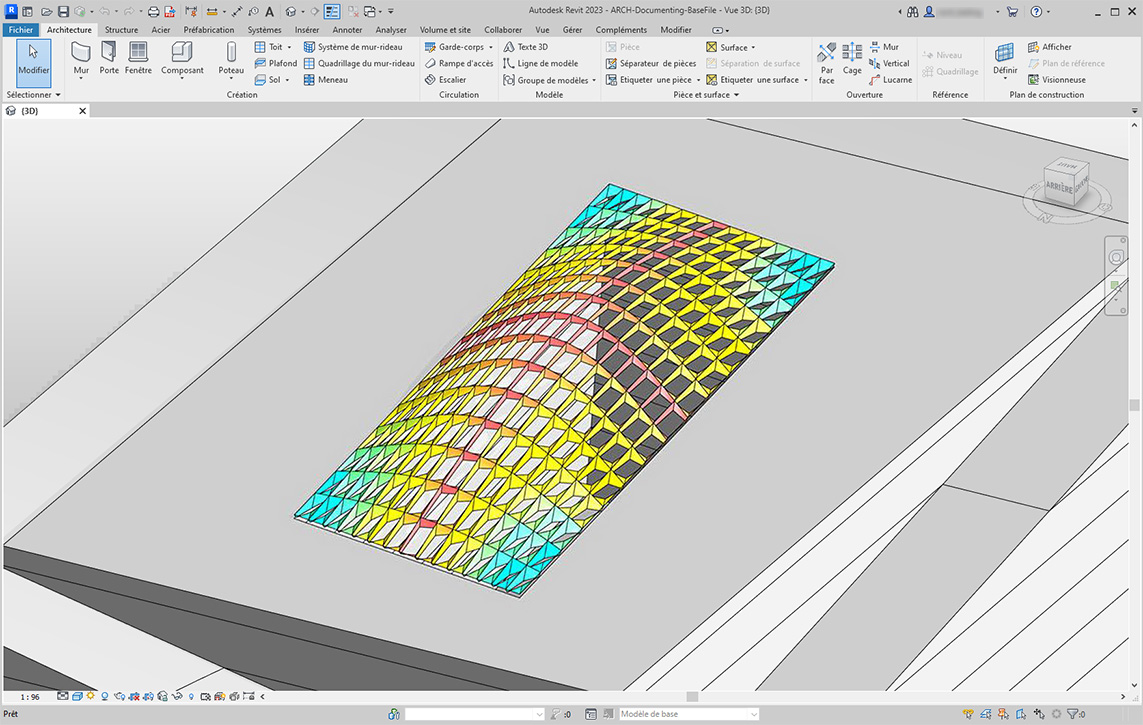 R
A
Autodesk Revit 2023 - ARCH-Documenting-BaseFile - Vue 3D: {3D}
Fichier Architecture Structure Acier Préfabrication Systèmes Insérer Annoter Analyser Volume et site Collaborer Vue Gérer Compléments Modifier
Modifier
Sélectionner
Mur
Porte
Fenêtre
Composant
Poteau
Toit
Plafond
Sol
Système de mur-rideau
Quadrillage du mur-rideau
Meneau
Création
Garde-corps
Rampe d'accès
Escalier
Circulation
Texte 3D
Ligne de modèle
Groupe de modèles
Modèle
Pièce
Séparateur de pièces
Etiqueter une pièce
Surface
Séparation de surface
Etiqueter une surface
Pièce et surface
Par face
Cage
Mur
Vertical
Lucarne
Ouverture
Niveau
Quadrillage
Référence
Définir
Afficher
Plan de référence
Visionneuse
Plan de construction
{3D}
ARRIÈRE
1 : 96
Prêt
:0
Modèle de base
:0